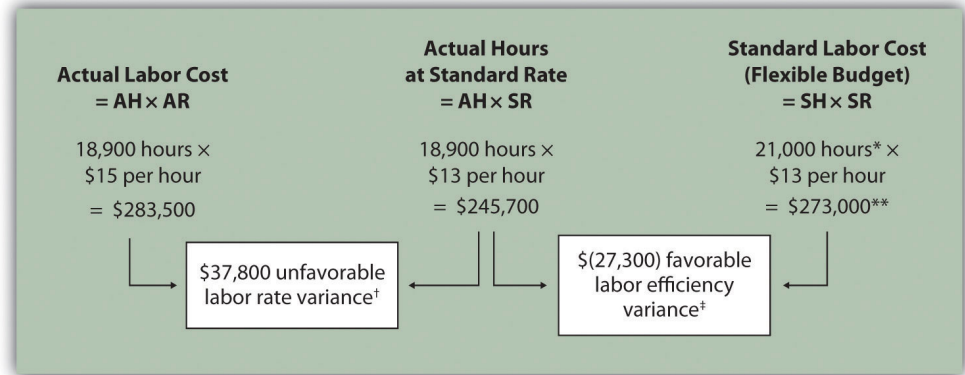 Actual Labor Cost
= AH × AR
18,900 hours ×
$15 per hour
= $283,500
Actual Hours
at Standard Rate
= AH × SR
18,900 hours ×
$13 per hour
= $245,700
Standard Labor Cost
(Flexible Budget)
= SH × SR
21,000 hours* ×
$13 per hour
= $273,000**
$37,800 unfavorable
labor rate variance†
$(27,300) favorable
labor efficiency
variance‡